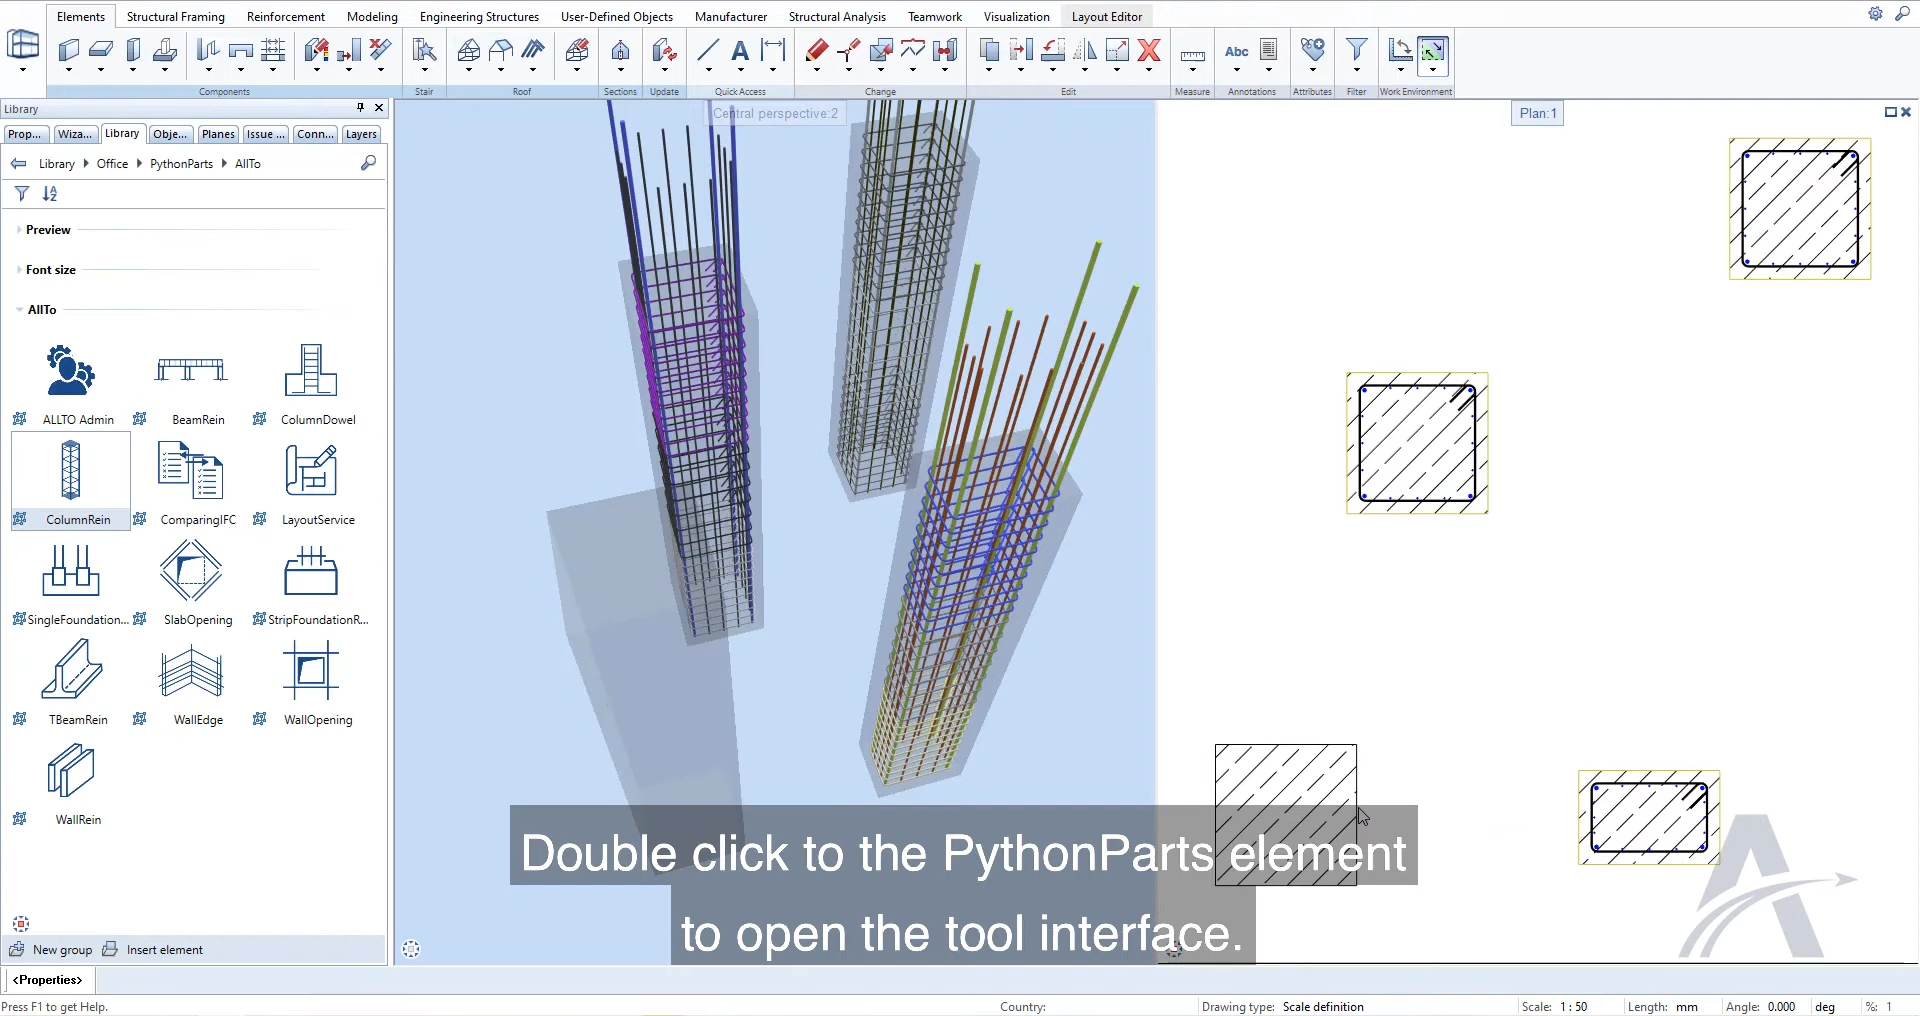 Elements Structural Framing Reinforcement Modeling Engineering Structures User-Defined Objects Manufacturer Structural Analysis Teamwork Visualization Layout Editor
A Abc
Components Stair Roof Sections Update Quick Access Change Edit Measure Annotations Attributes Filter Work Environment
Library
Central perspective:2 Plan:1
Prop... Wiza... Library Obje... Planes Issue ... Conn... Layers
Library Office PythonParts AllTo
Preview
Font size
AllTo
ALLTO Admin BeamRein ColumnDowel
ColumnRein ComparingIFC LayoutService
SingleFoundation... SlabOpening StripFoundationR...
TBeamRein WallEdge WallOpening
WallRein
Double click to the PythonParts element
to open the tool interface.
New group Insert element
<Properties>
Press F1 to get Help. Country: Drawing type: Scale definition Scale: 1 : 50 Length: mm Angle: 0.000 deg %: 1